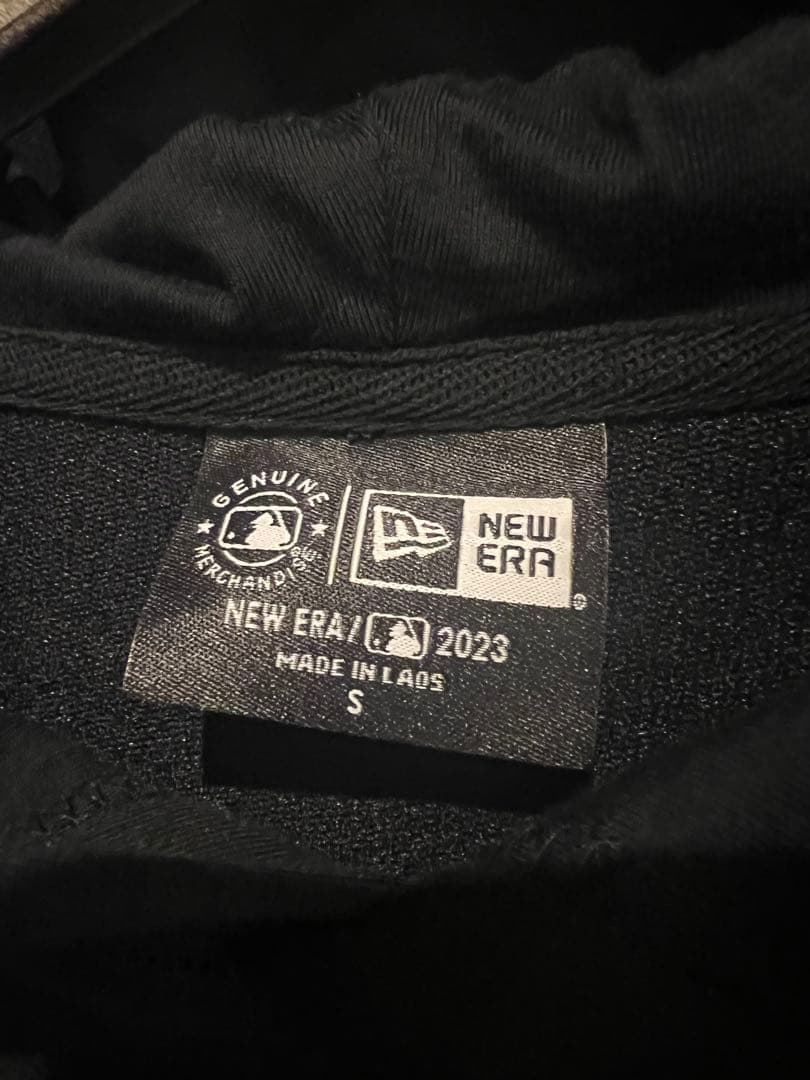 GENUINE
MERCHANDISE
NEW
ERA
NEW ERA/ 2023
MADE IN LAOS
S